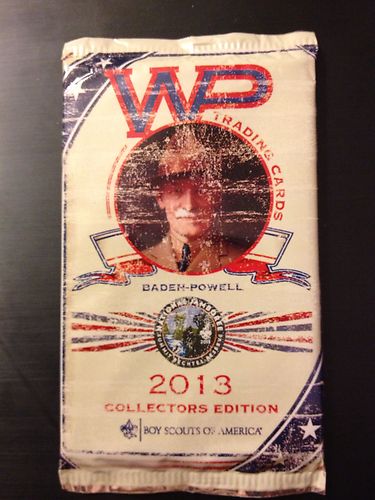 WP
TRADING CARDS
BADEN-POWELL
2013
COLLECTORS EDITION
BOY SCOUTS OF AMERICA